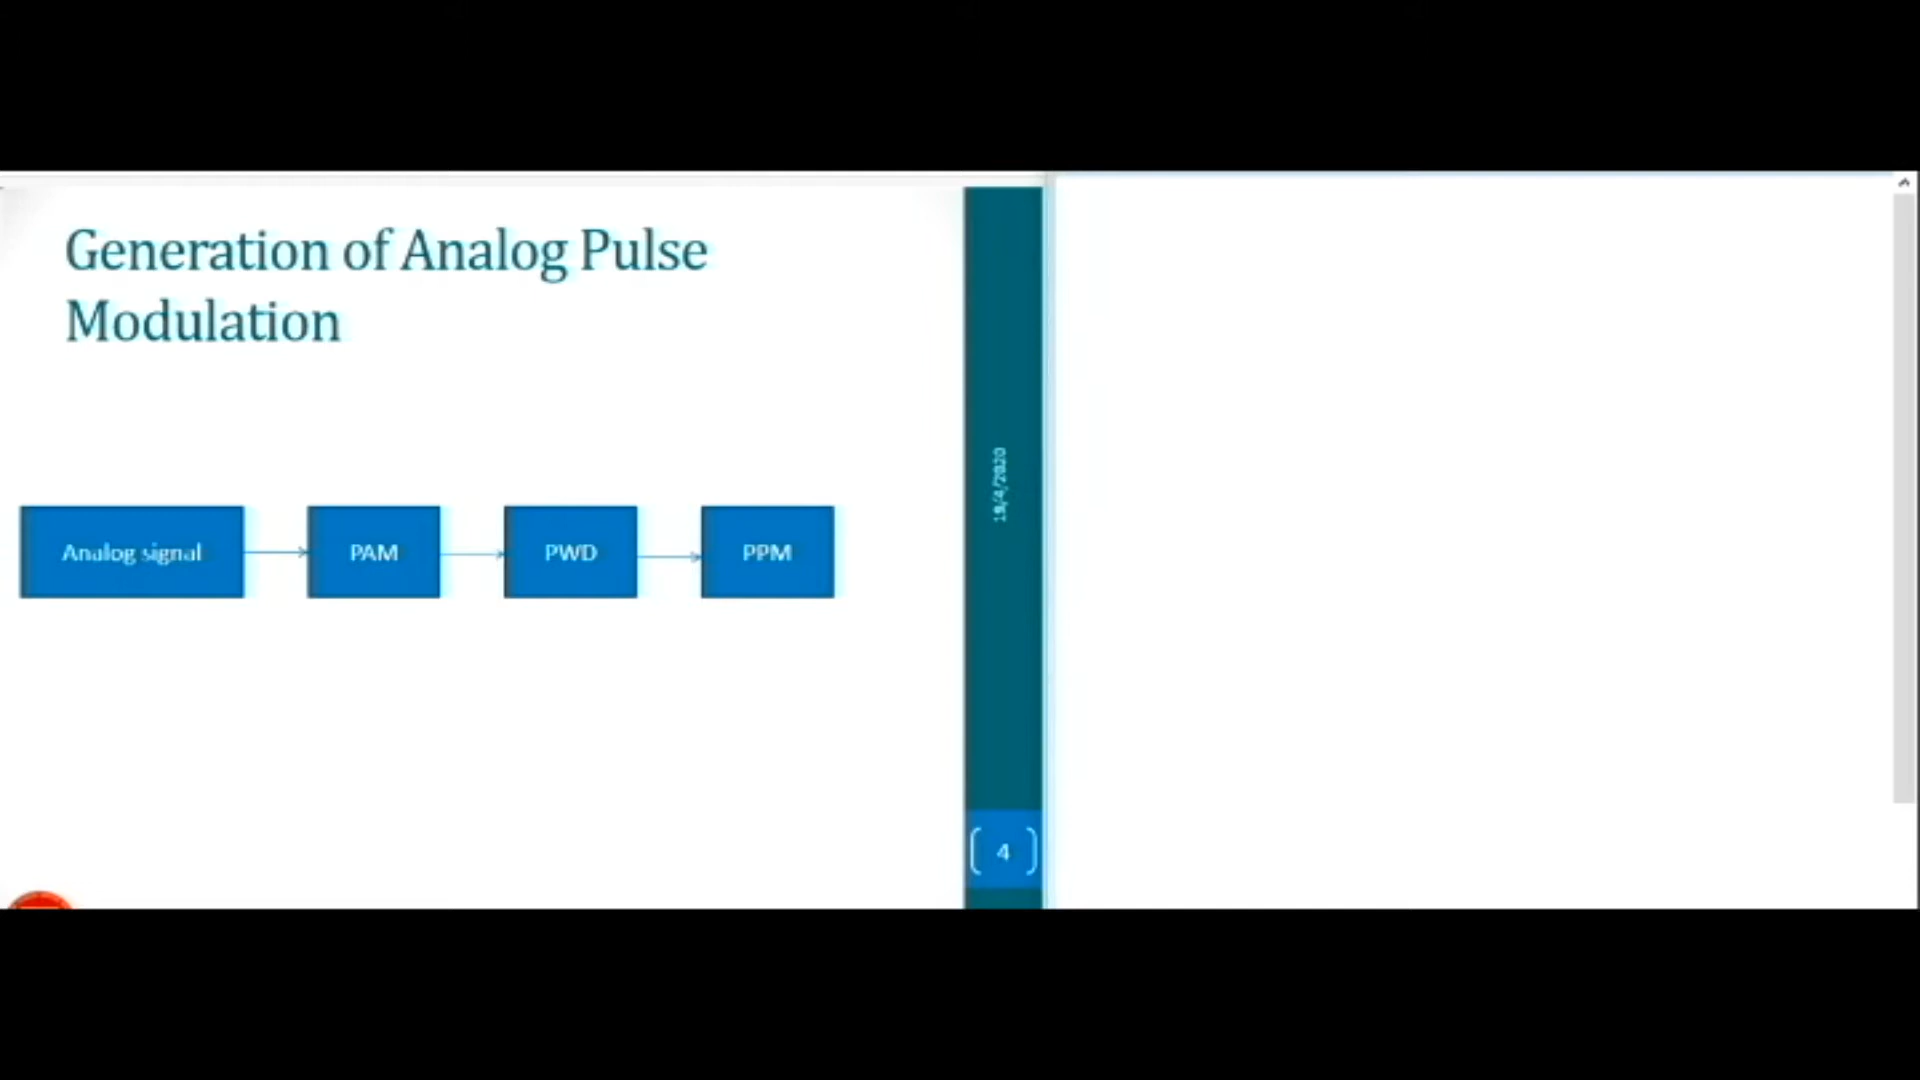 Generation of Analog Pulse
Modulation
Analog signal
PAM
PWD
PPM
4